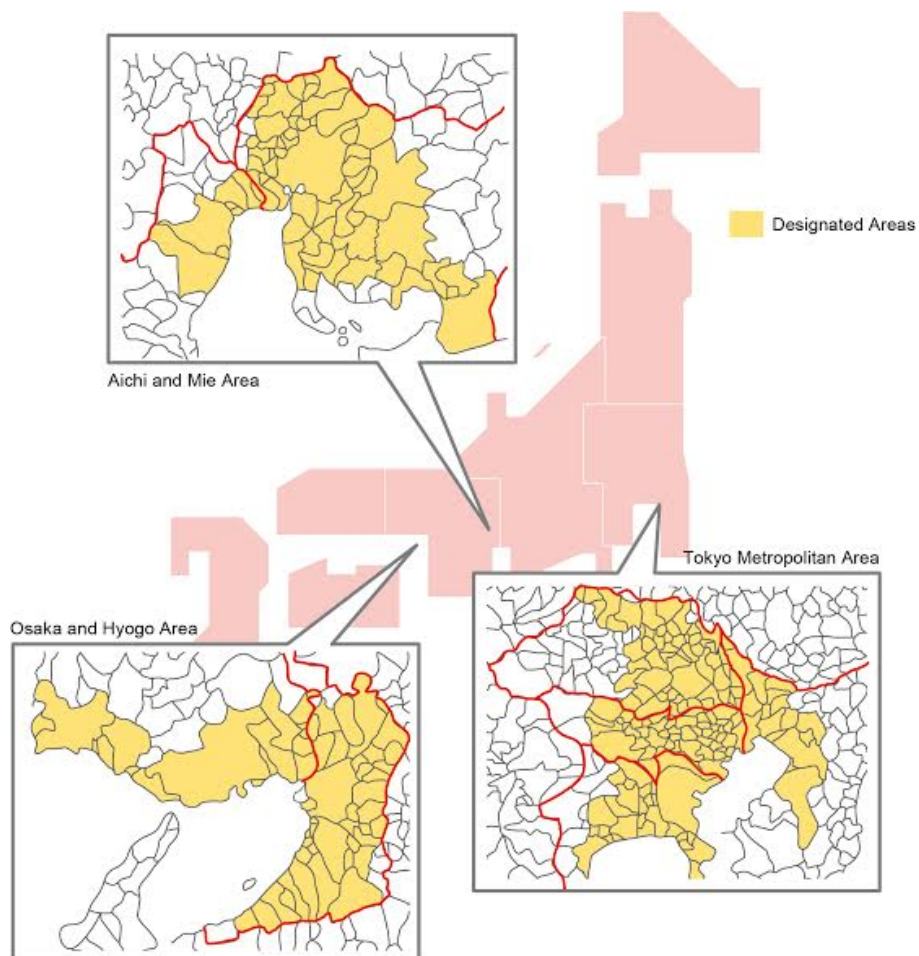 Designated Areas
Aichi and Mie Area
Tokyo Metropolitan Area
Osaka and Hyogo Area